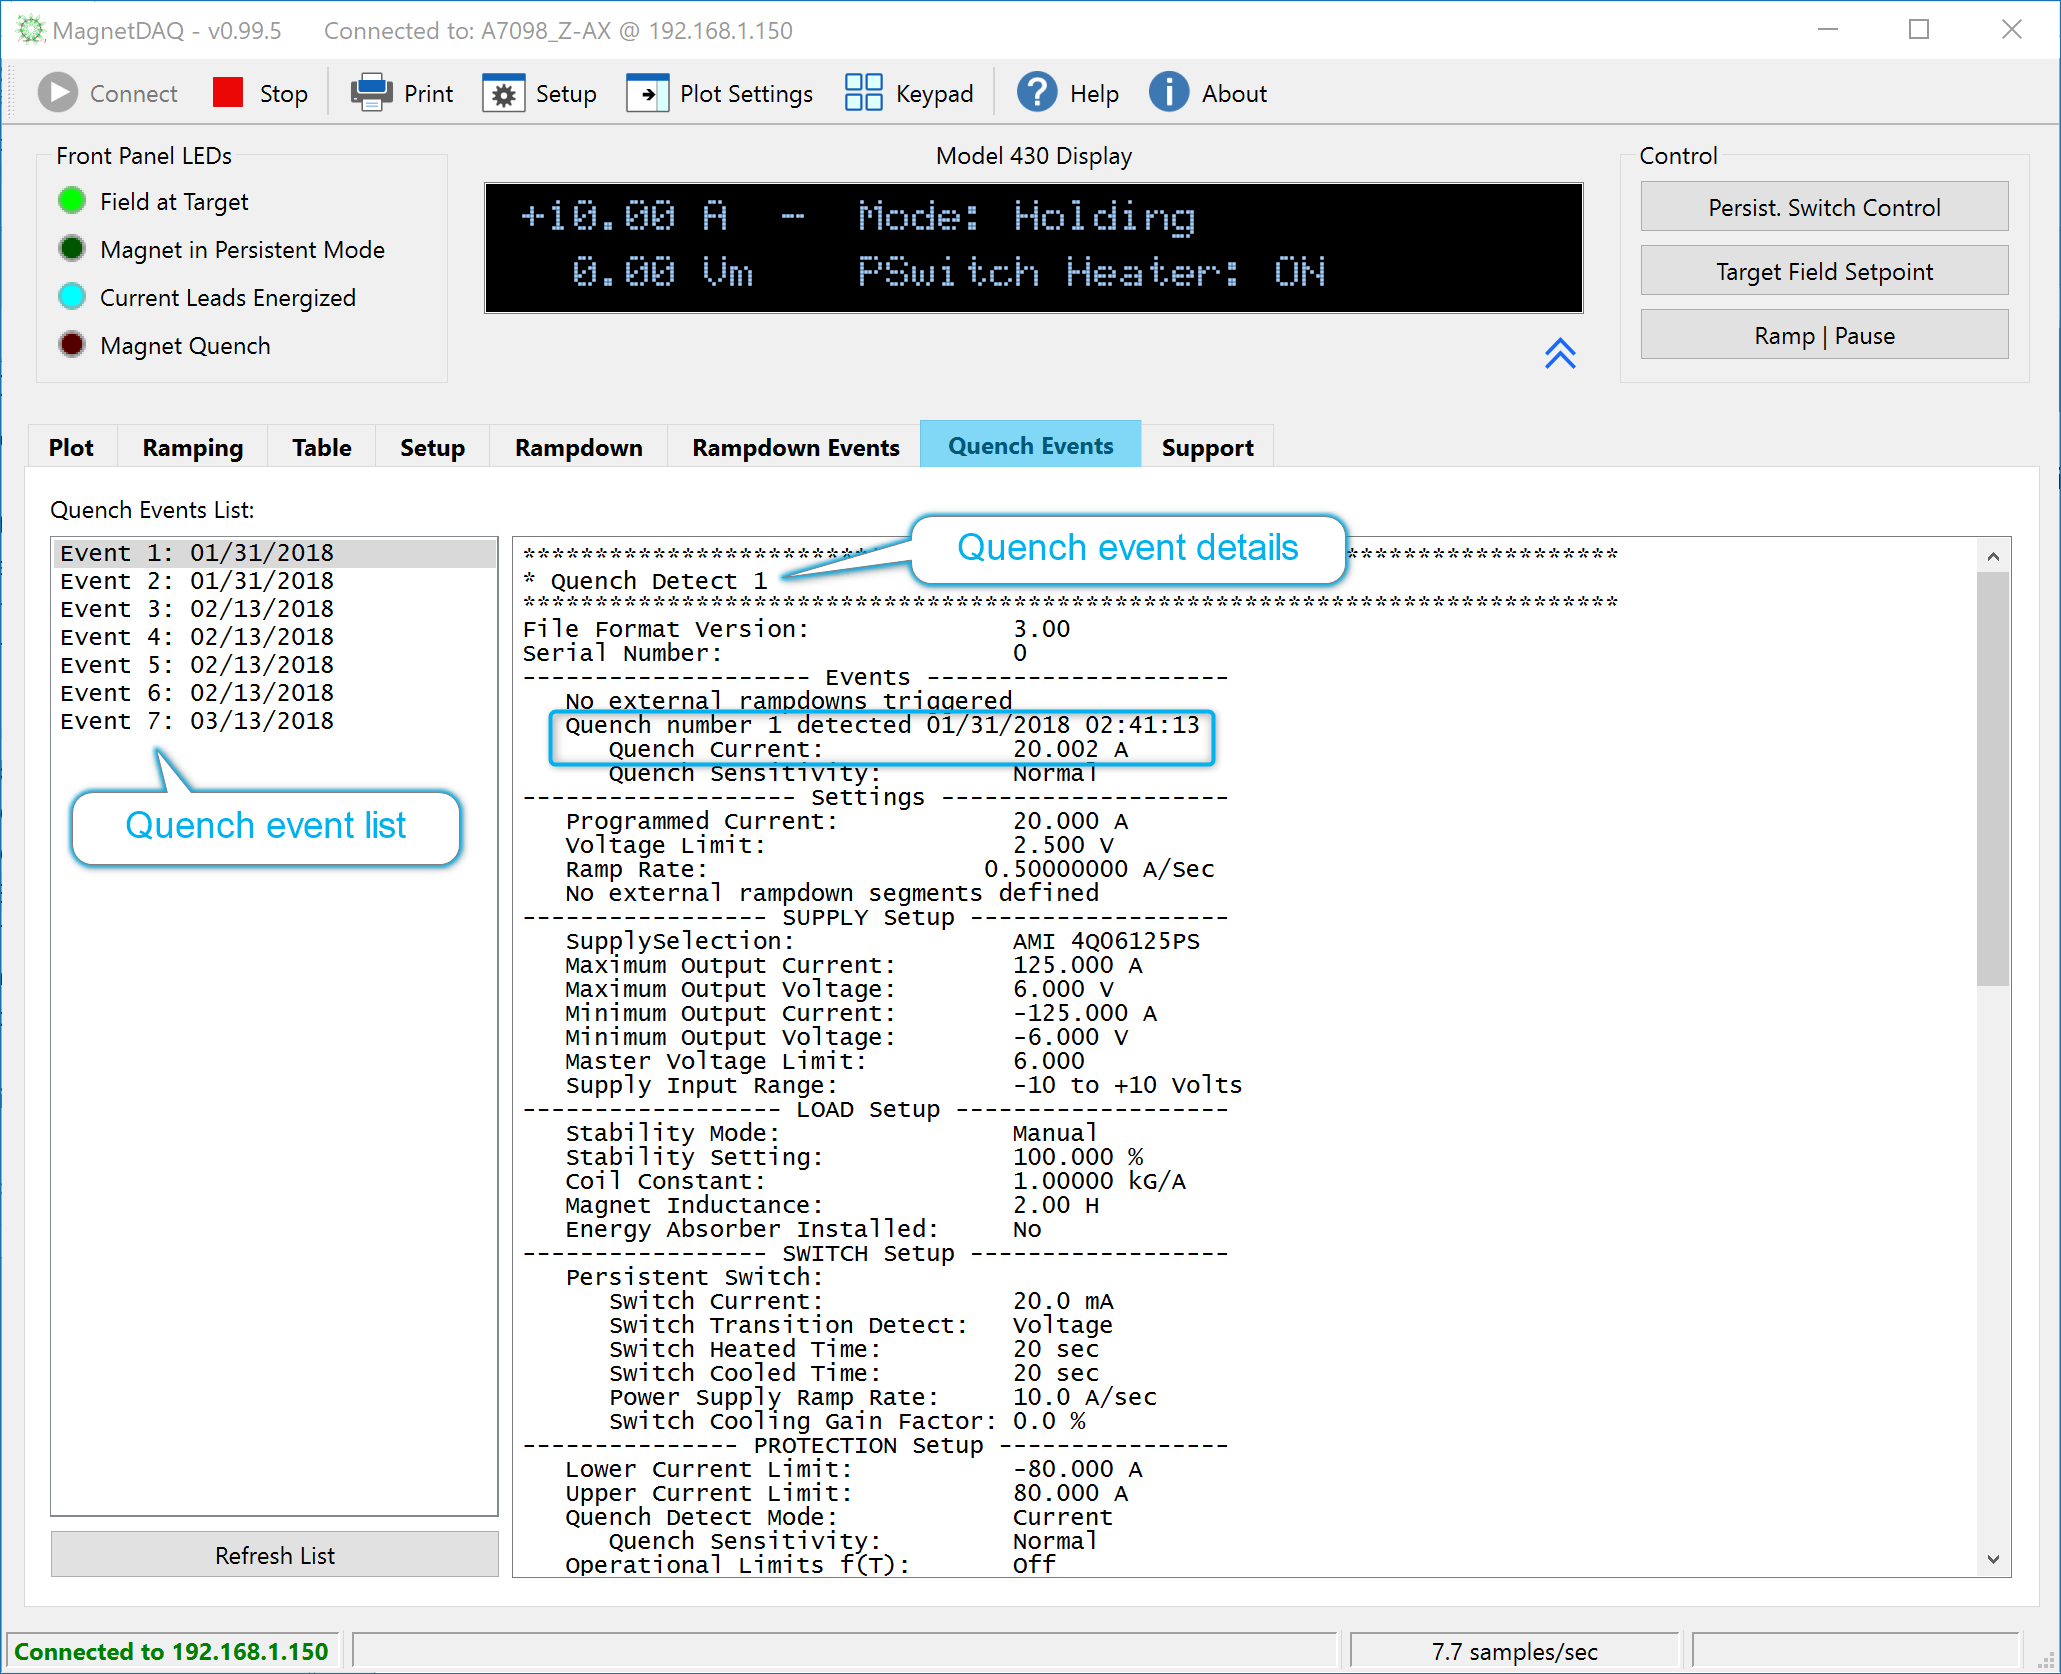 MagnetDAQ - v0.99.5 Connected to: A7098_Z-AX @ 192.168.1.150
Connect Stop Print Setup Plot Settings Keypad Help About
Front Panel LEDs
Field at Target
Magnet in Persistent Mode
Current Leads Energized
Magnet Quench
Model 430 Display
+10.00 A - Mode: Holding
0.00 Vm PSwitch Heater: ON
Control
Persist. Switch Control
Target Field Setpoint
Ramp | Pause
Plot Ramping Table Setup Rampdown Rampdown Events Quench Events Support
Quench Events List:
Event 1: 01/31/2018
Event 2: 01/31/2018
Event 3: 02/13/2018
Event 4: 02/13/2018
Event 5: 02/13/2018
Event 6: 02/13/2018
Event 7: 03/13/2018
Quench event list
Refresh List
Quench event details
* Quench Detect 1
File Format Version: 3.00
Serial Number: 0
-------------------- Events ---------------------
No external rampdowns triggered
Quench number 1 detected 01/31/2018 02:41:13
Quench Current: 20.002 A
Quench Sensitivity: Normal
------------------- Settings --------------------
Programmed Current: 20.000 A
Voltage Limit: 2.500 V
Ramp Rate: 0.50000000 A/Sec
No external rampdown segments defined
----------------- SUPPLY Setup ------------------
SupplySelection: AMI 4Q06125PS
Maximum Output Current: 125.000 A
Maximum Output Voltage: 6.000 V
Minimum Output Current: -125.000 A
Minimum Output Voltage: -6.000 V
Master Voltage Limit: 6.000
Supply Input Range: -10 to +10 Volts
------------------ LOAD Setup -------------------
Stability Mode: Manual
Stability Setting: 100.000 %
Coil Constant: 1.00000 kG/A
Magnet Inductance: 2.00 H
Energy Absorber Installed: No
----------------- SWITCH Setup ------------------
Persistent Switch:
Switch Current: 20.0 mA
Switch Transition Detect: Voltage
Switch Heated Time: 20 sec
Switch Cooled Time: 20 sec
Power Supply Ramp Rate: 10.0 A/sec
Switch Cooling Gain Factor: 0.0 %
--------------- PROTECTION Setup ----------------
Lower Current Limit: -80.000 A
Upper Current Limit: 80.000 A
Quench Detect Mode: Current
Quench Sensitivity: Normal
Operational Limits f(T): Off
Connected to 192.168.1.150
7.7 samples/sec